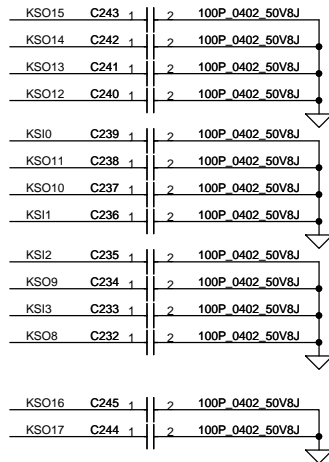 KSO15 C243 1 2 100P_0402_50V8J
KSO14 C242 1 2 100P_0402_50V8J
KSO13 C241 1 2 100P_0402_50V8J
KSO12 C240 1 2 100P_0402_50V8J
KSI0 C239 1 2 100P_0402_50V8J
KSO11 C238 1 2 100P_0402_50V8J
KSO10 C237 1 2 100P_0402_50V8J
KSI1 C236 1 2 100P_0402_50V8J
KSI2 C235 1 2 100P_0402_50V8J
KSO9 C234 1 2 100P_0402_50V8J
KSI3 C233 1 2 100P_0402_50V8J
KSO8 C232 1 2 100P_0402_50V8J
KSO16 C245 1 2 100P_0402_50V8J
KSO17 C244 1 2 100P_0402_50V8J